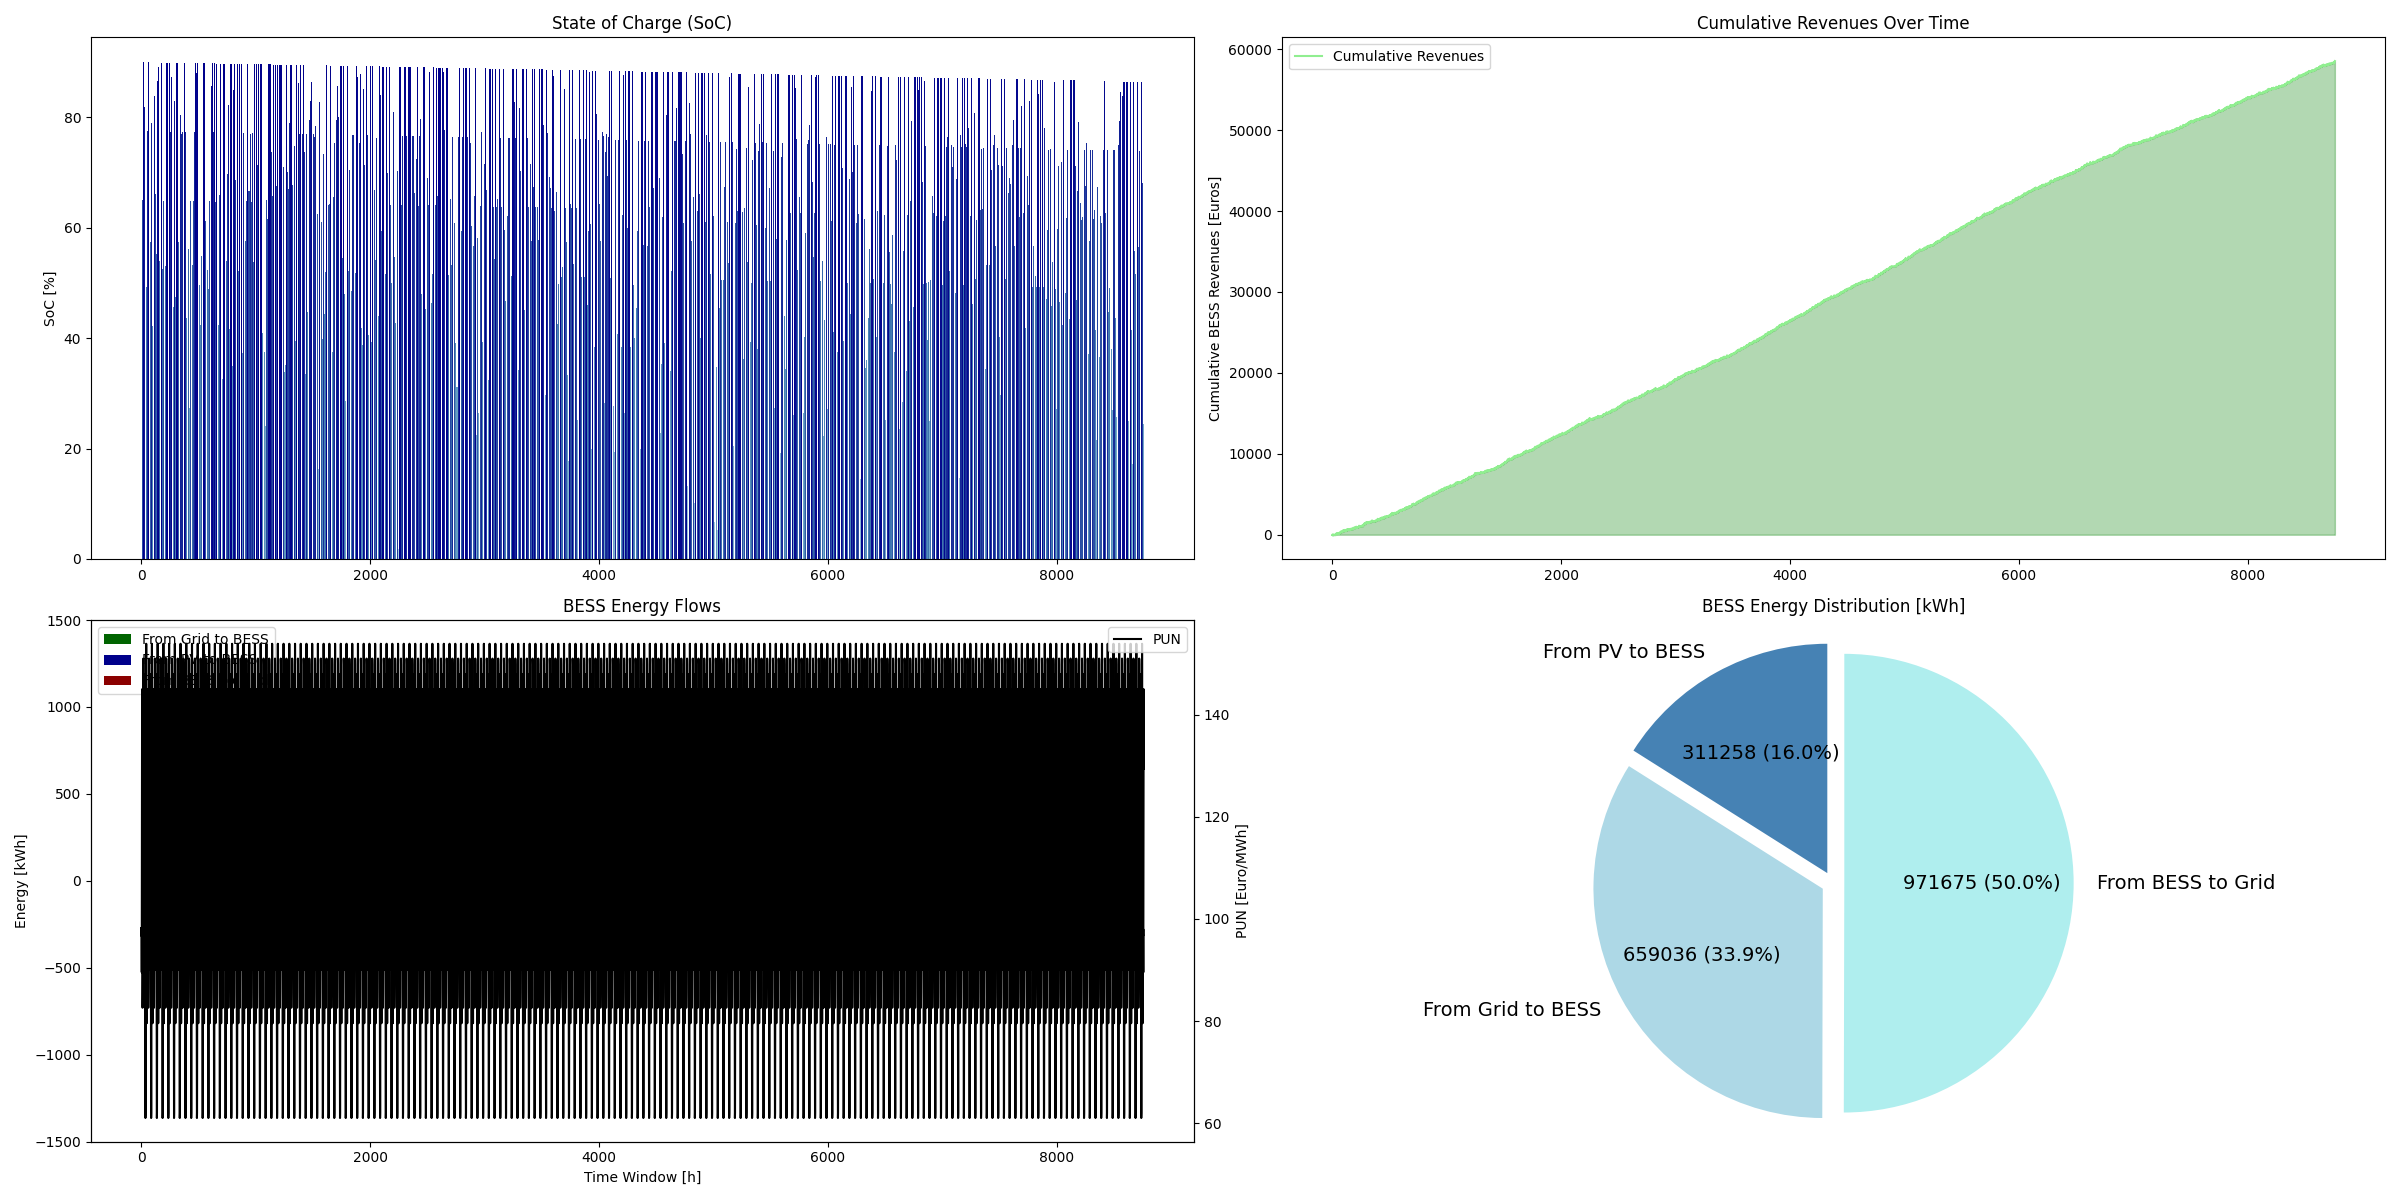 State of Charge (SoC)
SoC [%]
80
60
40
20
0
0 2000 4000 6000 8000
Cumulative Revenues Over Time
Cumulative Revenues
Cumulative BESS Revenues [Euros]
60000
50000
40000
30000
20000
10000
0
0 2000 4000 6000 8000
BESS Energy Flows
From Grid to BESS
From PV to BESS
PUN
Energy [kWh]
1500
1000
500
0
−500
−1000
−1500
140
120
100
80
60
PUN [Euro/MWh]
0 2000 4000 6000 8000
Time Window [h]
BESS Energy Distribution [kWh]
From PV to BESS
311258 (16.0%)
971675 (50.0%)
From BESS to Grid
659036 (33.9%)
From Grid to BESS